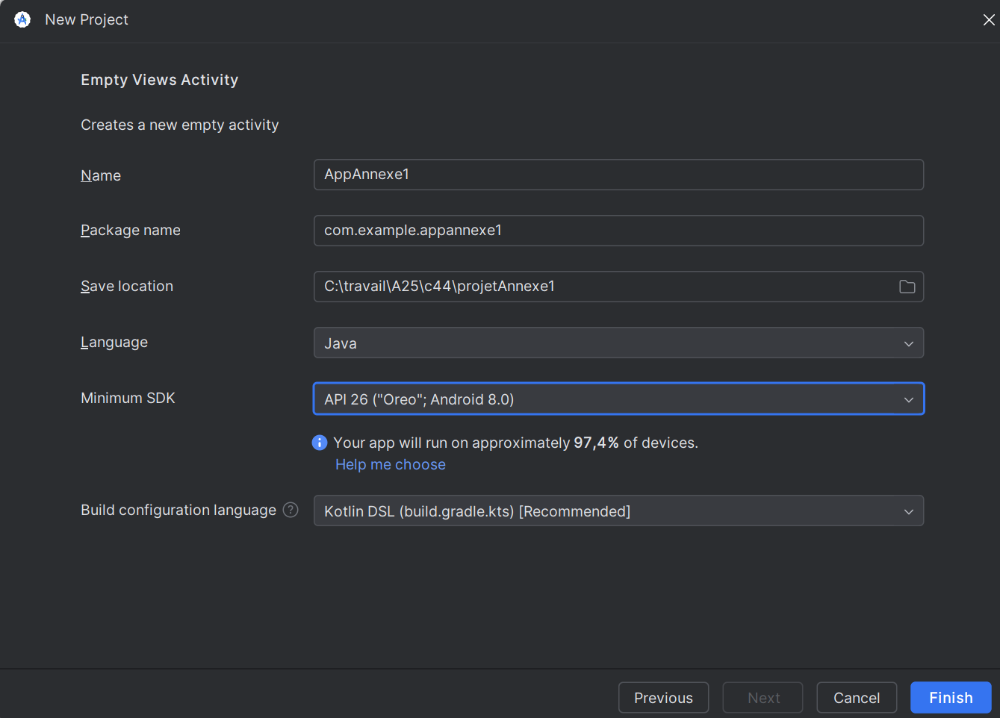 New Project
Empty Views Activity
Creates a new empty activity
Name
AppAnnexe1
Package name
com.example.appannexe1
Save location
C:\travail\A25\c44\projetAnnexe1
Language
Java
Minimum SDK
API 26 ("Oreo"; Android 8.0)
Your app will run on approximately 97,4% of devices.
Help me choose
Build configuration language ?
Kotlin DSL (build.gradle.kts) [Recommended]
Previous
Next
Cancel
Finish